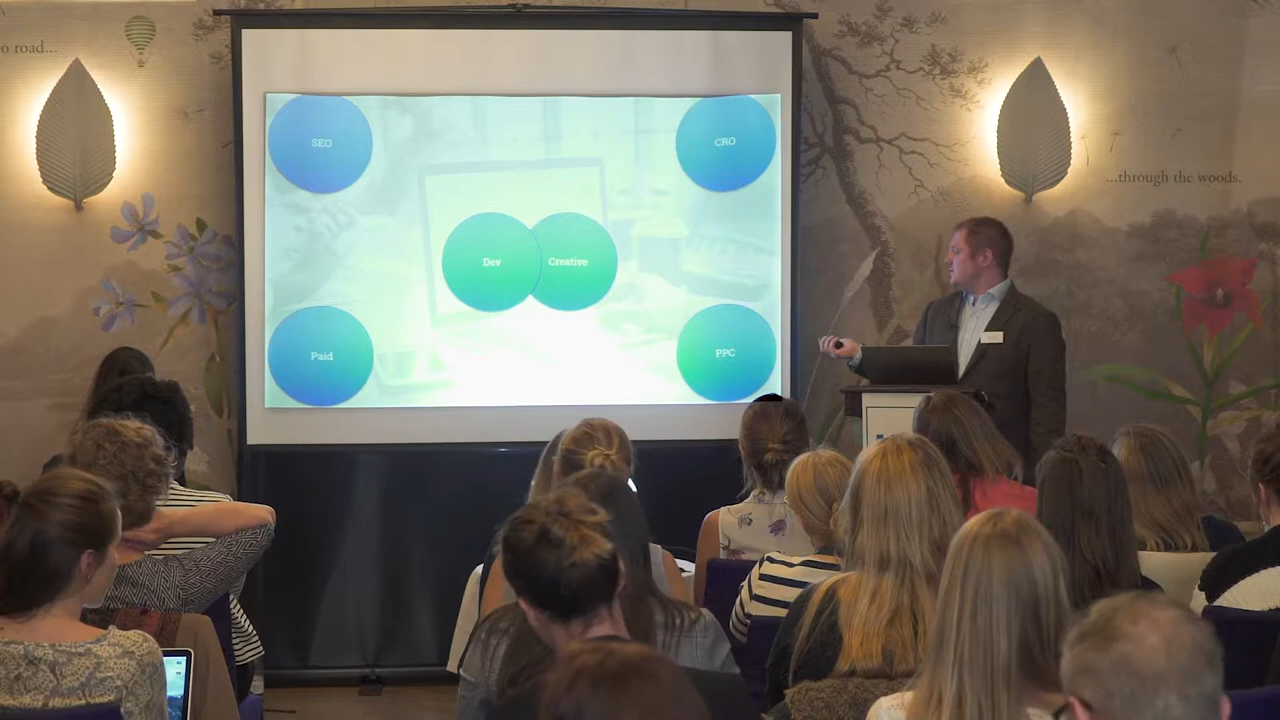 o road...
SEO
CRO
...through the woods.
Dev
Creative
Paid
PPC